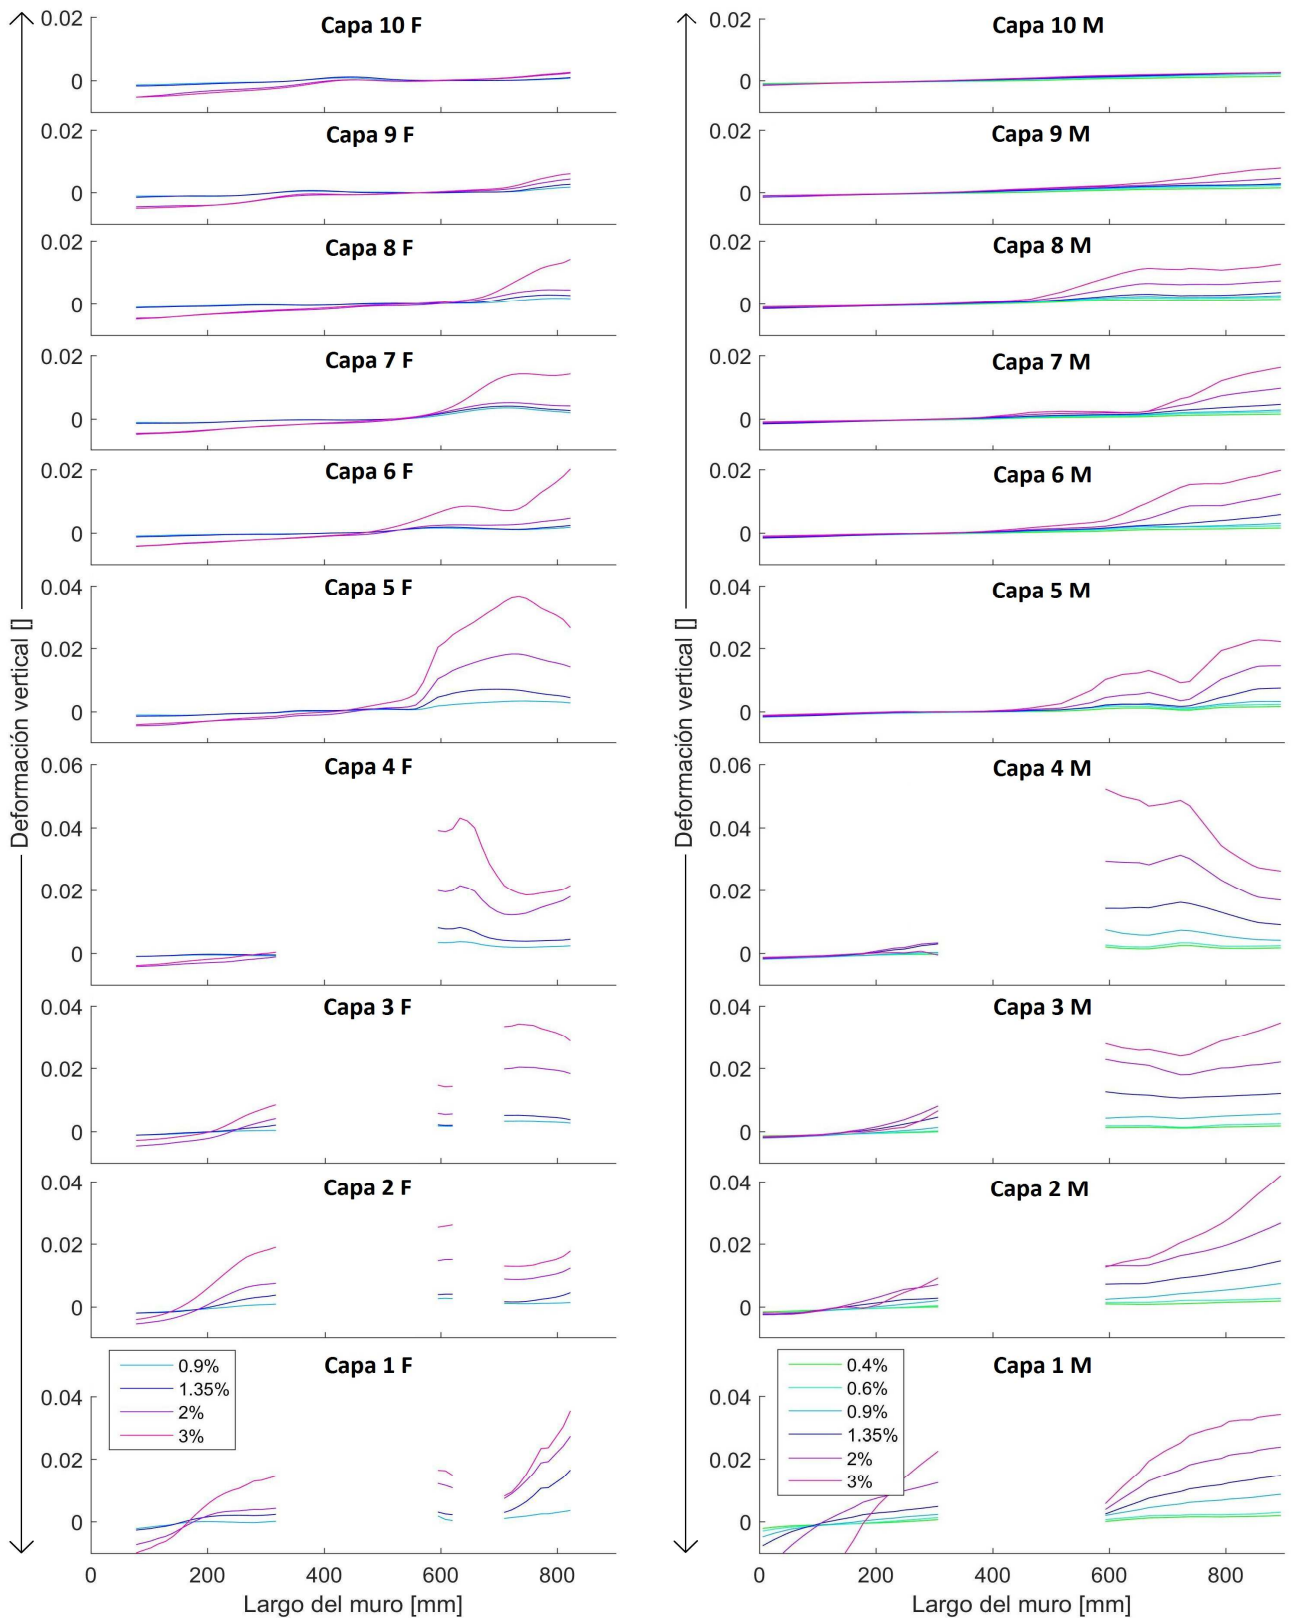 Capa 10 F
0.02
0
Capa 9 F
0.02
0
Capa 8 F
0.02
0
Capa 7 F
0.02
0
Capa 6 F
0.02
0
Capa 5 F
0.04
0.02
0
Capa 4 F
0.06
0.04
0.02
0
Capa 3 F
0.04
0.02
0
Capa 2 F
0.04
0.02
0
Capa 1 F
0.04
0.02
0
0.9%
1.35%
2%
3%
0 200 400 600 800
Largo del muro [mm]
Deformación vertical []
Capa 10 M
0.02
0
Capa 9 M
0.02
0
Capa 8 M
0.02
0
Capa 7 M
0.02
0
Capa 6 M
0.02
0
Capa 5 M
0.04
0.02
0
Capa 4 M
0.06
0.04
0.02
0
Capa 3 M
0.04
0.02
0
Capa 2 M
0.04
0.02
0
Capa 1 M
0.04
0.02
0
0.4%
0.6%
0.9%
1.35%
2%
3%
0 200 400 600 800
Largo del muro [mm]
Deformación vertical []